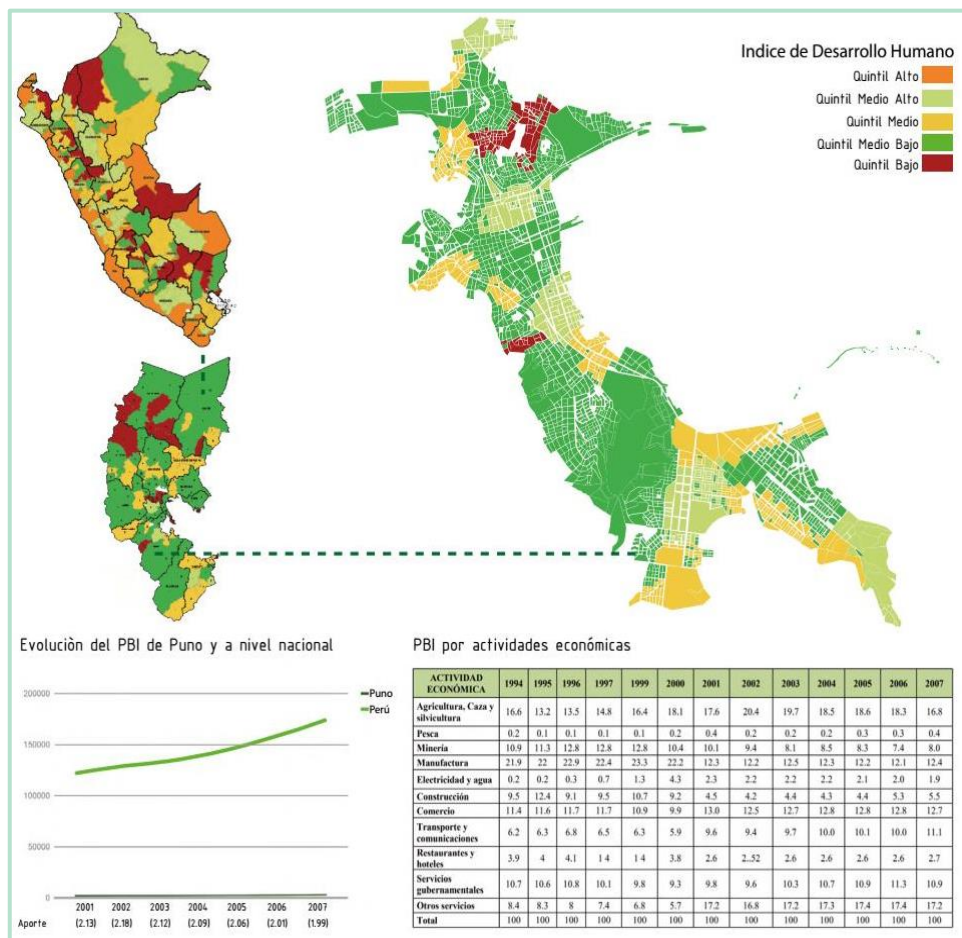 Indice de Desarrollo Humano
Quintil Alto
Quintil Medio Alto
Quintil Medio
Quintil Medio Bajo
Quintil Bajo
Evoluciòn del PBI de Puno y a nivel nacional
200000
150000
100000
50000
0
Puno
Perú
2001 2002 2003 2004 2005 2006 2007
Aporte (2.13) (2.18) (2.12) (2.09) (2.06) (2.01) (1.99)
PBI por actividades económicas
ACTIVIDAD ECONÓMICA 1994 1995 1996 1997 1999 2000 2001 2002 2003 2004 2005 2006 2007
Agricultura, Caza y silvicultura 16.6 13.2 13.5 14.8 16.4 18.1 17.6 20.4 19.7 18.5 18.6 18.3 16.8
Pesca 0.2 0.1 0.1 0.1 0.1 0.2 0.4 0.2 0.2 0.2 0.3 0.3 0.4
Minería 10.9 11.3 12.8 12.8 12.8 10.4 10.1 9.4 8.1 8.5 8.3 7.4 8.0
Manufactura 21.9 22 22.9 22.4 23.3 22.2 12.3 12.2 12.5 12.3 12.2 12.1 12.4
Electricidad y agua 0.2 0.2 0.3 0.7 1.3 4.3 2.3 2.2 2.2 2.2 2.1 2.0 1.9
Construcción 9.5 12.4 9.1 9.5 10.7 9.2 4.5 4.2 4.4 4.3 4.4 5.3 5.5
Comercio 11.4 11.6 11.7 11.7 10.9 9.9 13.0 12.5 12.7 12.8 12.8 12.8 12.7
Transporte y comunicaciones 6.2 6.3 6.8 6.5 6.3 5.9 9.6 9.4 9.7 10.0 10.1 10.0 11.1
Restaurantes y hoteles 3.9 4 4.1 1 4 1 4 3.8 2.6 2..52 2.6 2.6 2.6 2.6 2.7
Servicios gubernamentales 10.7 10.6 10.8 10.1 9.8 9.3 9.8 9.6 10.3 10.7 10.9 11.3 10.9
Otros servicios 8.4 8.3 8 7.4 6.8 5.7 17.2 16.8 17.2 17.3 17.4 17.4 17.2
Total 100 100 100 100 100 100 100 100 100 100 100 100 100